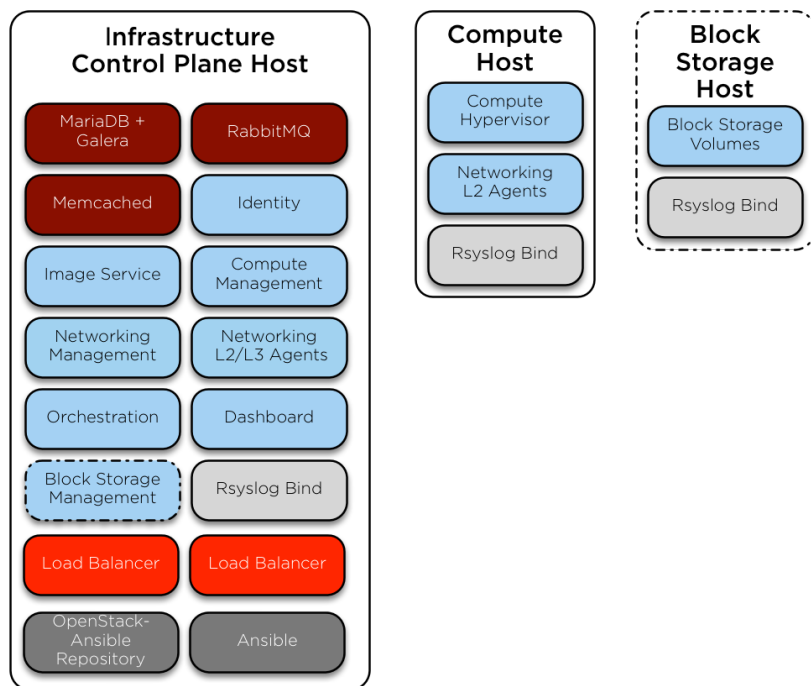 Infrastructure
Control Plane Host
MariaDB +
Galera
RabbitMQ
Memcached
Identity
Image Service
Compute
Management
Networking
Management
Networking
L2/L3 Agents
Orchestration
Dashboard
Block Storage
Management
Rsyslog Bind
Load Balancer
Load Balancer
OpenStack-
Ansible
Repository
Ansible
Compute
Host
Compute
Hypervisor
Networking
L2 Agents
Rsyslog Bind
Block
Storage
Host
Block Storage
Volumes
Rsyslog Bind